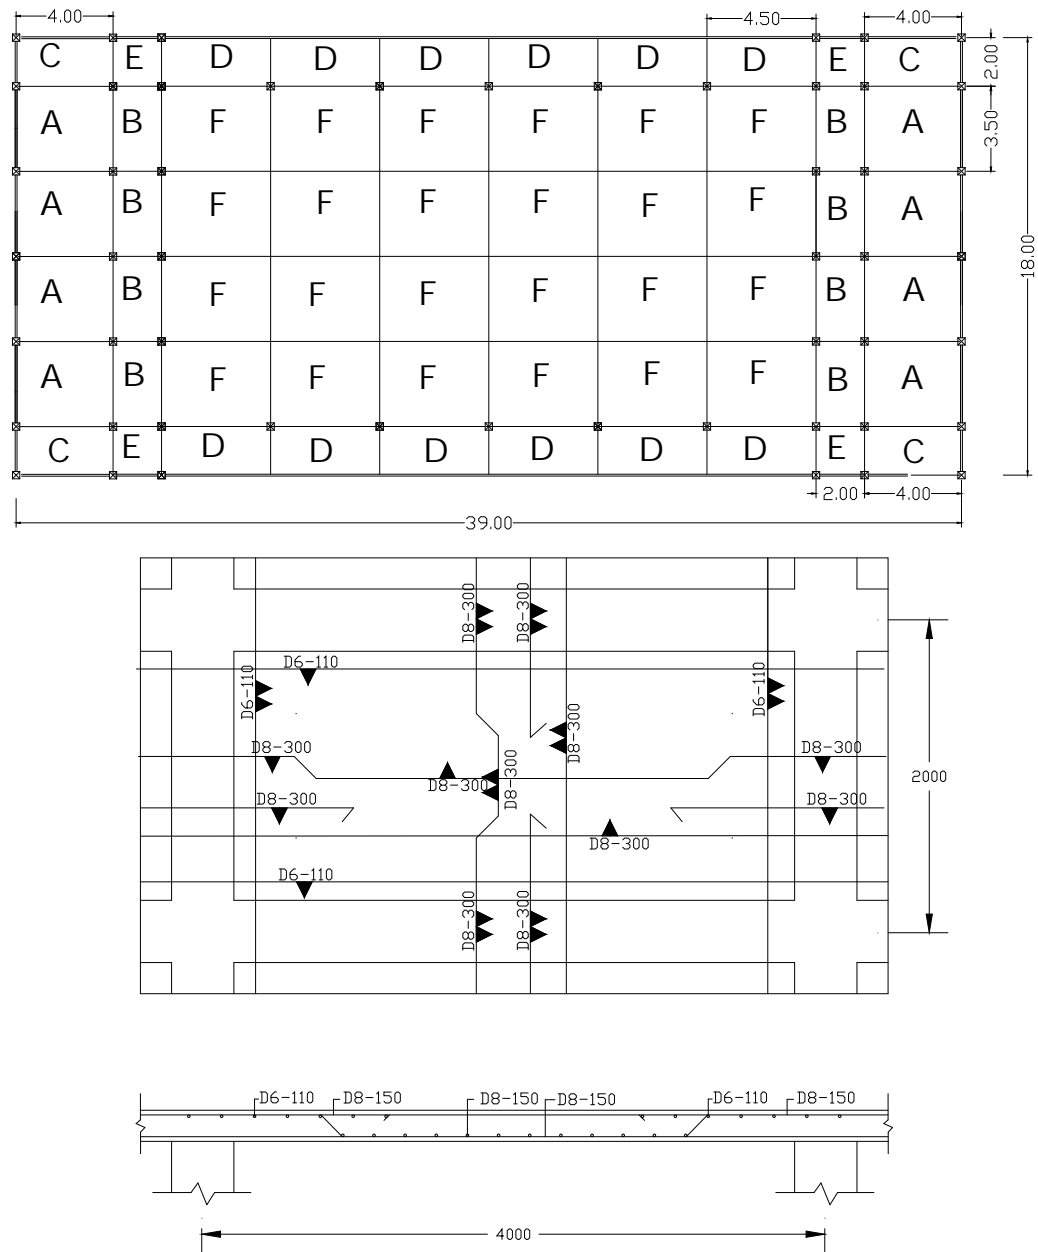 4.00 4.50 4.00
C E D D D D D D E C
2.00
A B F F F F F F B A
3.50
A B F F F F F F B A
18.00
A B F F F F F F B A
A B F F F F F F B A
C E D D D D D D E C
2.00 4.00
39.00
D8-300 D8-300
D6-110
D6-110 D6-110
D8-300
D8-300 D8-300
D8-300 D8-300
2000
D8-300 D8-300
D8-300
D6-110
D8-300 D8-300
D6-110 D8-150 D8-150 D8-150 D6-110 D8-150
4000